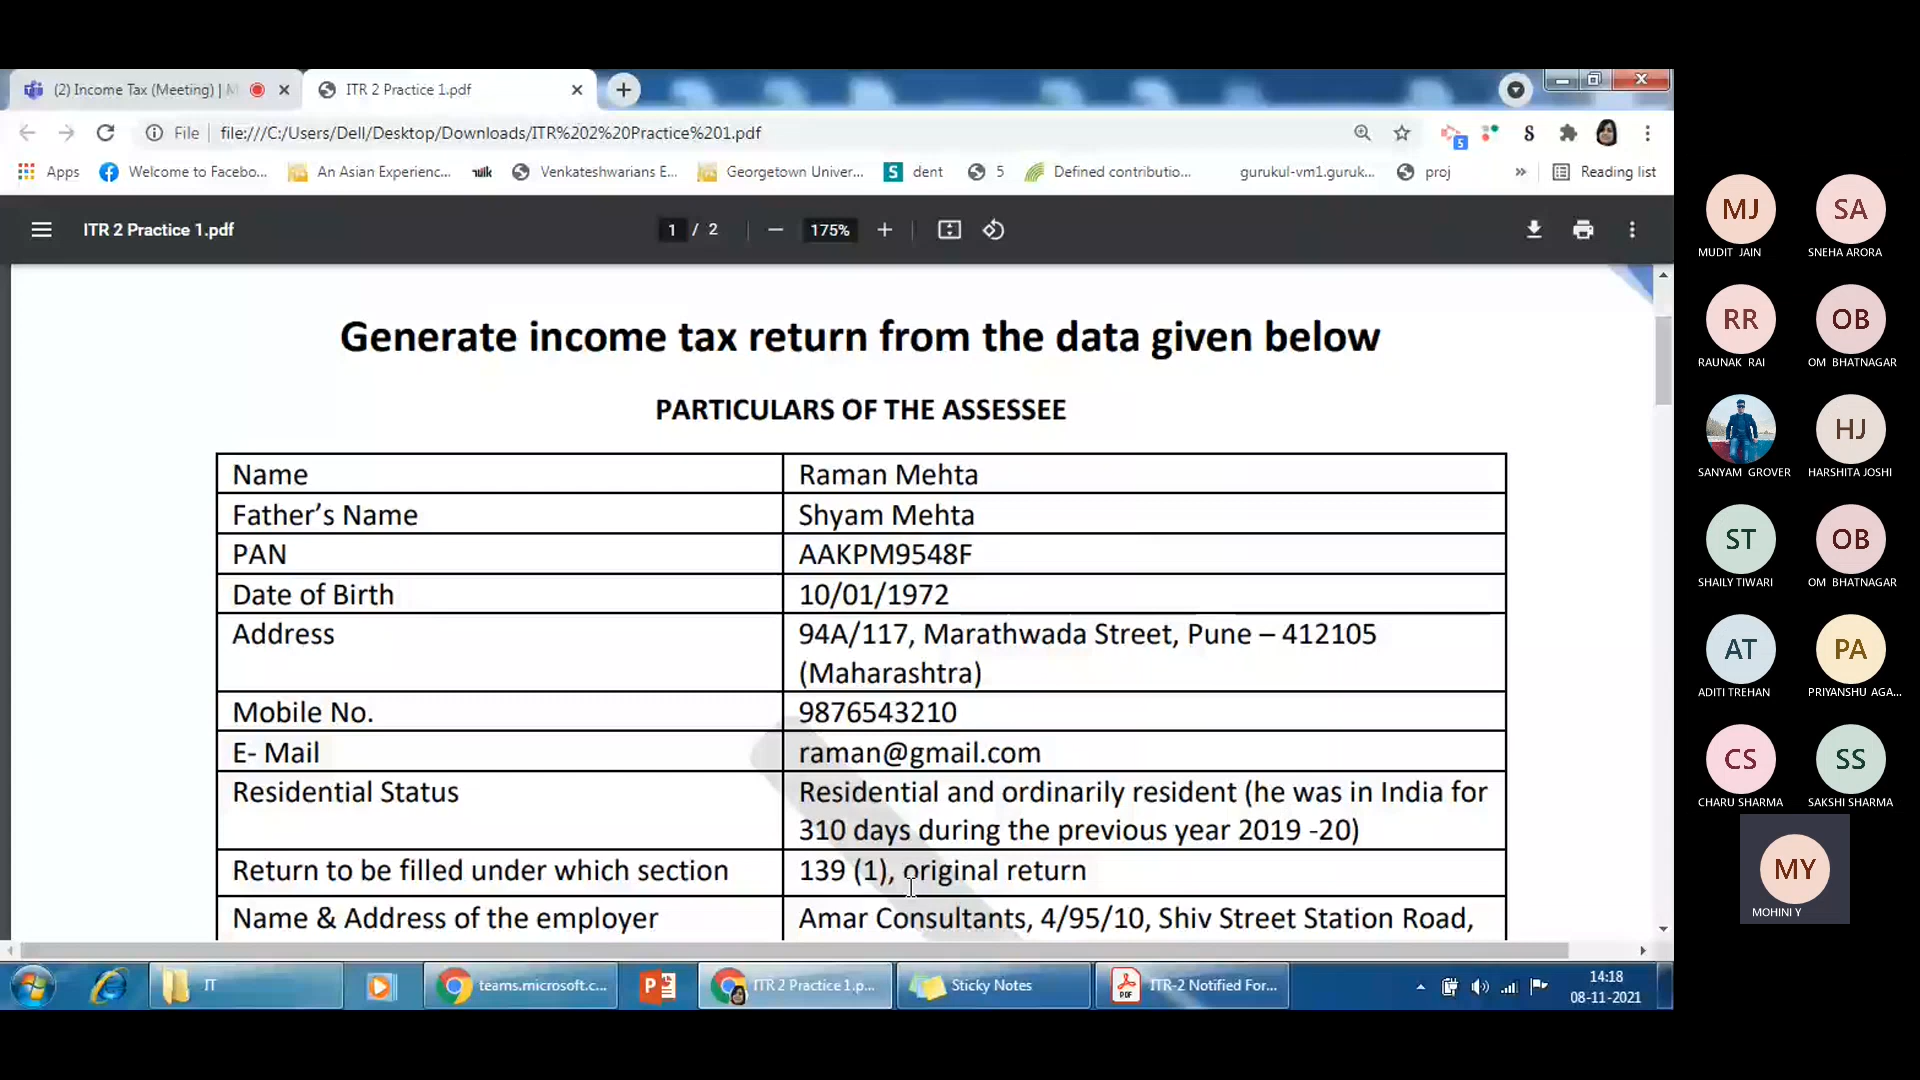 (2) Income Tax (Meeting) | M
ITR 2 Practice 1.pdf
File
file:///C:/Users/Dell/Desktop/Downloads/ITR%202%20Practice%201.pdf
5
Apps
Welcome to Facebo...
An Asian Experienc...
Venkateshwarians E...
Georgetown Univer...
S dent
5
Defined contributio...
gurukul-vm1.guruk...
proj
»
Reading list
ITR 2 Practice 1.pdf
1 / 2
175%
Generate income tax return from the data given below
PARTICULARS OF THE ASSESSEE
Name Raman Mehta
Father's Name Shyam Mehta
PAN AAKPM9548F
Date of Birth 10/01/1972
Address 94A/117, Marathwada Street, Pune – 412105
(Maharashtra)
Mobile No. 9876543210
E- Mail raman@gmail.com
Residential Status Residential and ordinarily resident (he was in India for
310 days during the previous year 2019 -20)
Return to be filled under which section 139 (1), original return
Name & Address of the employer Amar Consultants, 4/95/10, Shiv Street Station Road,
IT
teams.microsoft.c...
ITR 2 Practice 1.p...
Sticky Notes
PDF
ITR-2 Notified For...
14:18
08-11-2021
MJ SA
MUDIT JAIN SNEHA ARORA
RR OB
RAUNAK RAI OM BHATNAGAR
HJ
SANYAM GROVER HARSHITA JOSHI
ST OB
SHAILY TIWARI OM BHATNAGAR
AT PA
ADITI TREHAN PRIYANSHU AGA...
CS SS
CHARU SHARMA SAKSHI SHARMA
MY
MOHINI Y